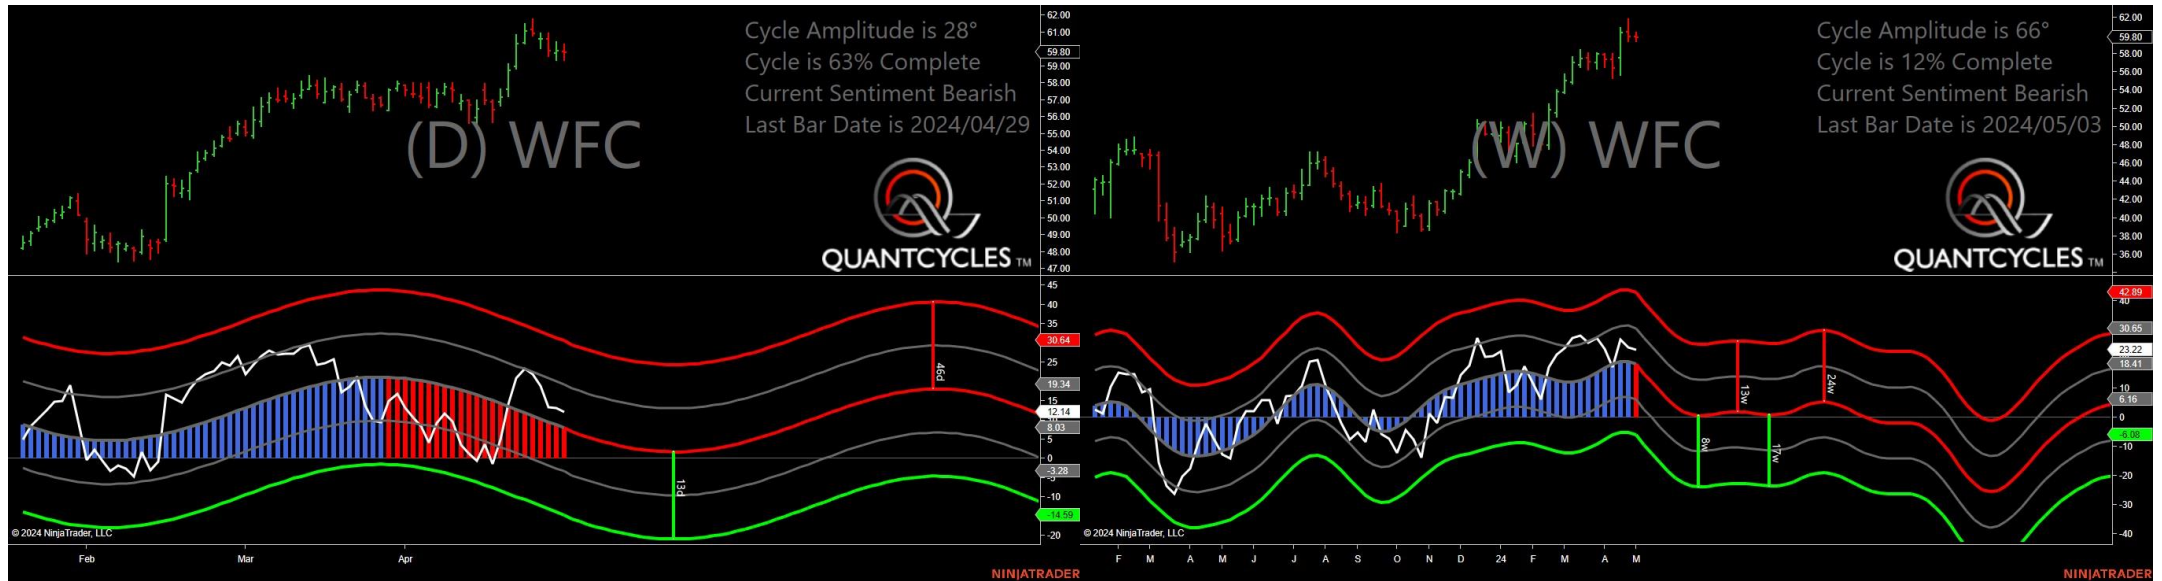 Cycle Amplitude is 28°
Cycle is 63% Complete
Current Sentiment Bearish
Last Bar Date is 2024/04/29
(D) WFC
QUANTCYCLES TM
62.00
61.00
59.80
59.00
58.00
57.00
56.00
55.00
54.00
53.00
52.00
51.00
50.00
49.00
48.00
47.00
45
40
35
30.64
25
19.34
15
12.14
8.03
5
0
-3.28
-5
-10
-14.59
-20
46d
13d
© 2024 NinjaTrader, LLC
Feb Mar Apr
NINJATRADER
Cycle Amplitude is 66°
Cycle is 12% Complete
Current Sentiment Bearish
Last Bar Date is 2024/05/03
(W) WFC
QUANTCYCLES TM
62.00
59.80
58.00
56.00
54.00
52.00
50.00
48.00
46.00
44.00
42.00
40.00
38.00
36.00
42.89
40
30.65
23.22
18.41
10
6.16
0
-6.08
-10
-20
-30
-40
13w
24w
8w
17w
© 2024 NinjaTrader, LLC
F M A M J J A S O N D 24 F M A M
NINJATRADER